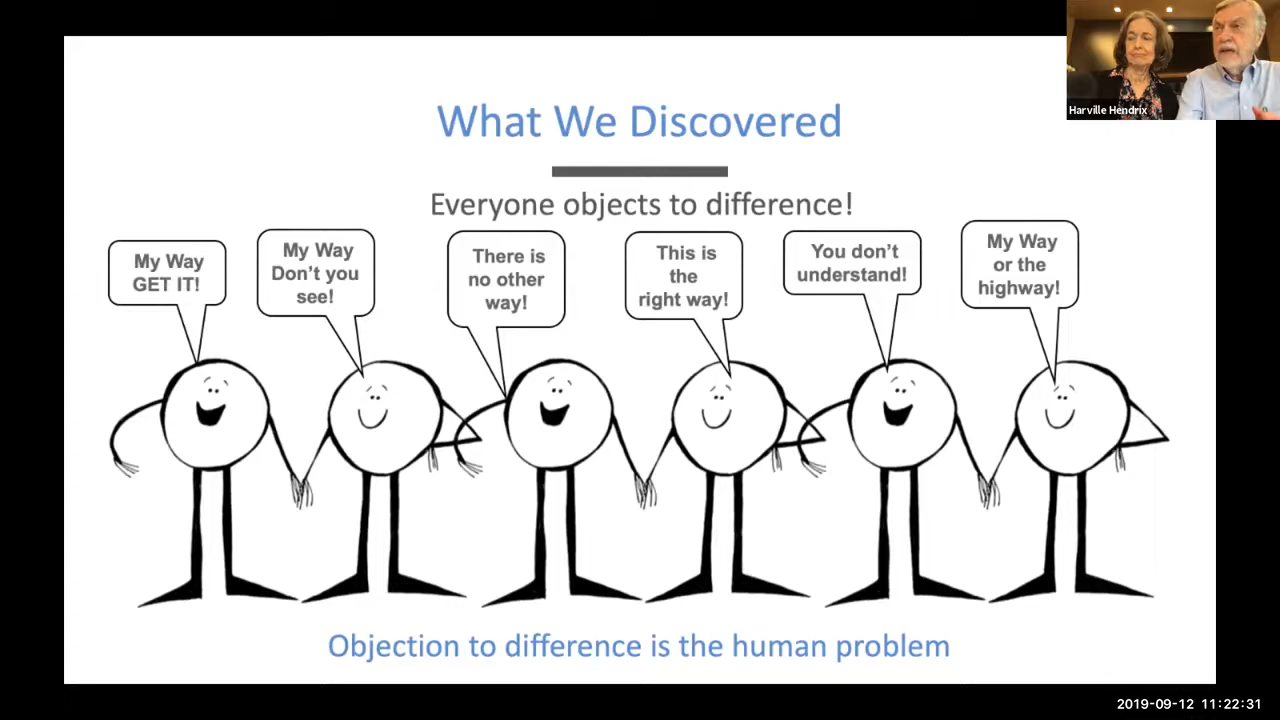 What We Discovered
Everyone objects to difference!
My Way
GET IT!
My Way
Don't you
see!
There is
no other
way!
This is
the
right way!
You don't
understand!
My Way
or the
highway!
Objection to difference is the human problem
Harville Hendrix
2019-09-12 11:22:31